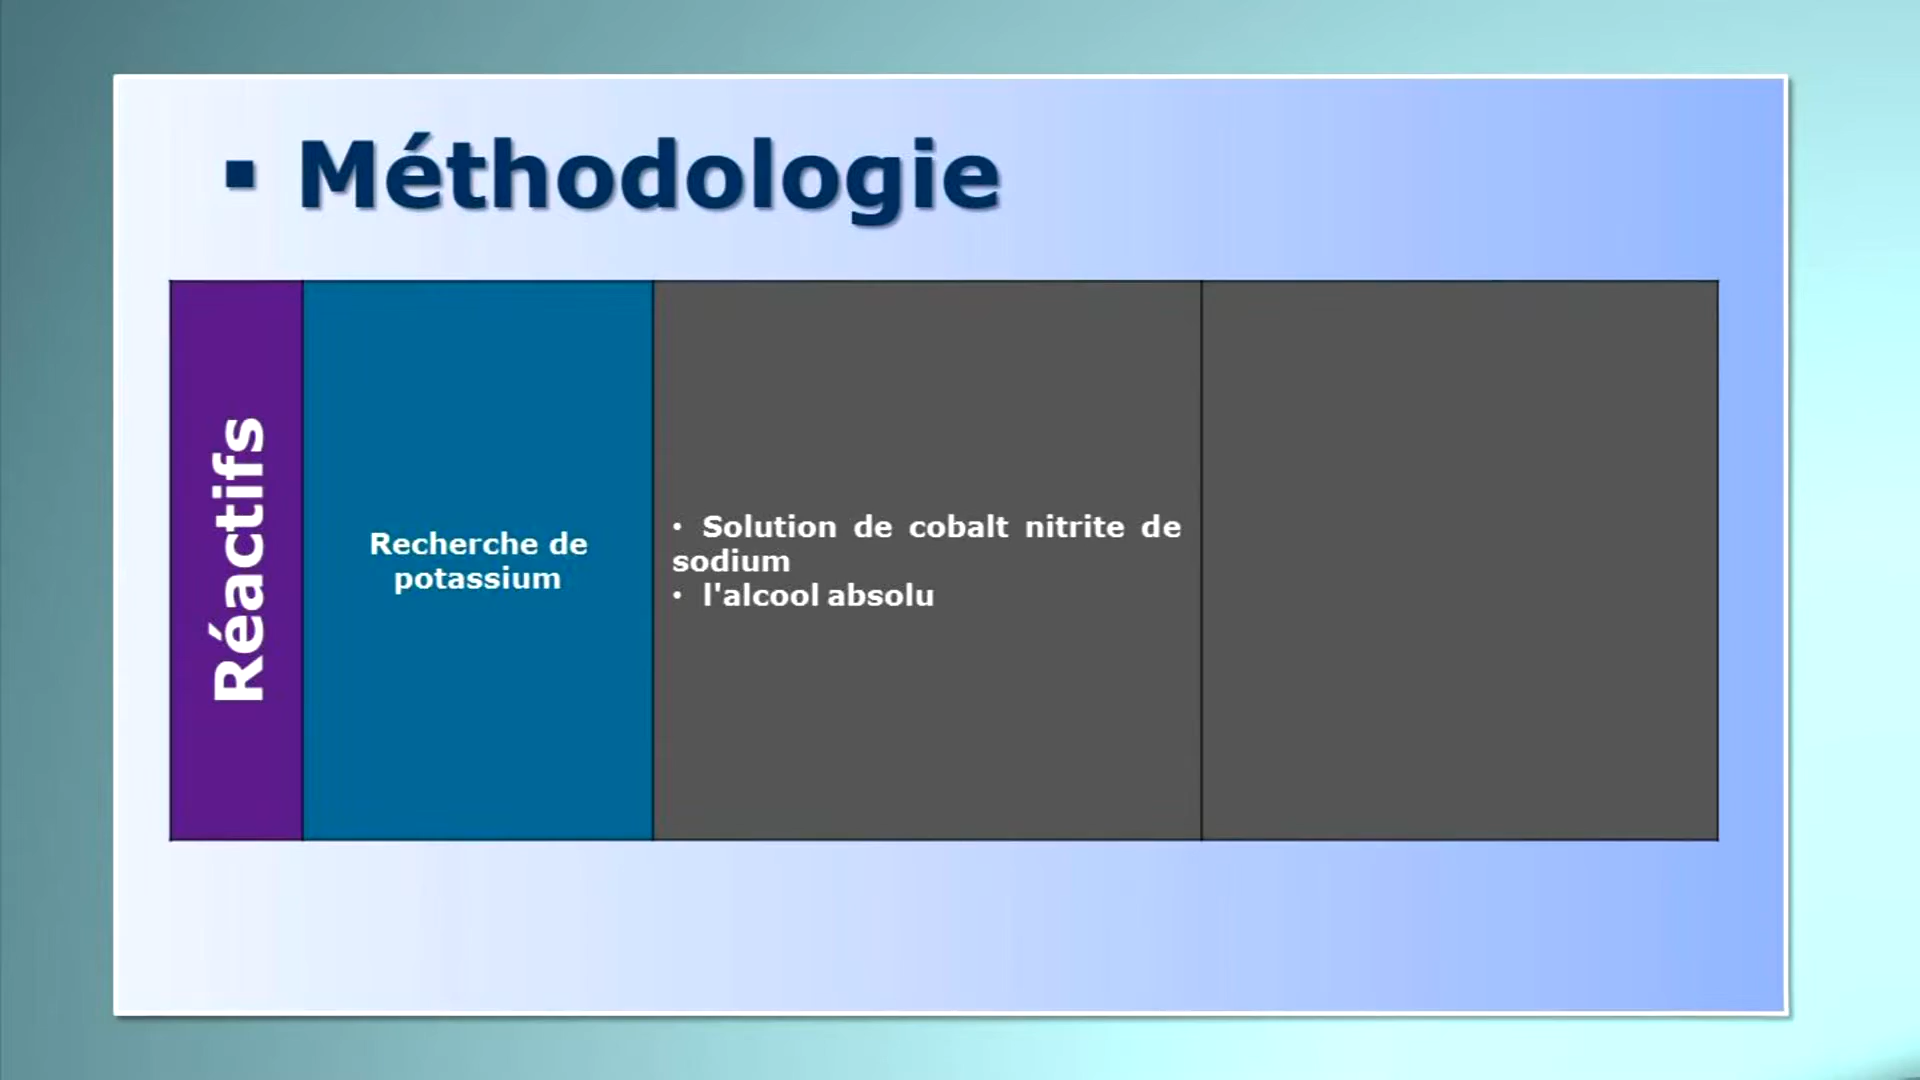 ▪ Méthodologie
Réactifs
Recherche de
potassium
• Solution de cobalt nitrite de
sodium
• l'alcool absolu